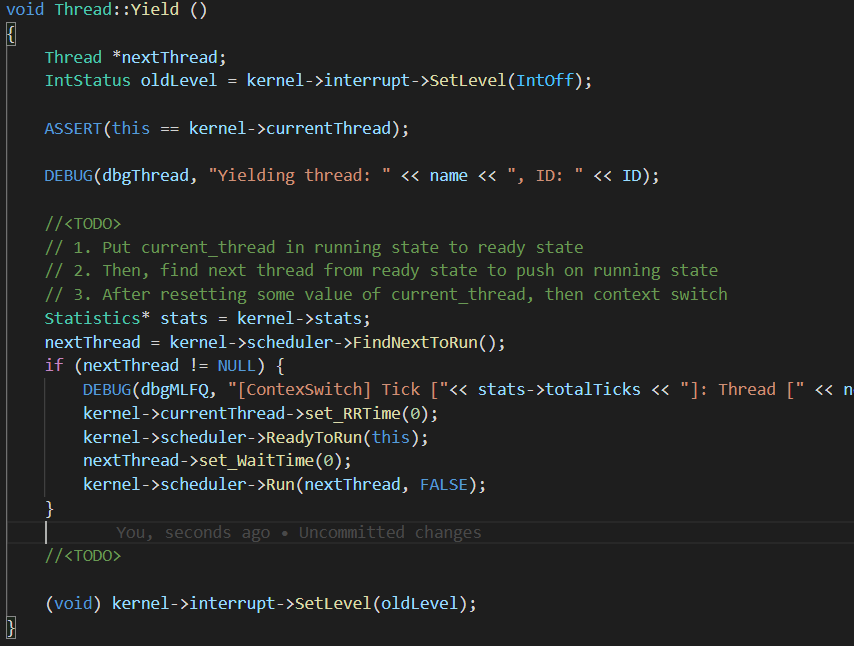 void Thread::Yield ()
{
    Thread *nextThread;
    IntStatus oldLevel = kernel->interrupt->SetLevel(IntOff);
    ASSERT(this == kernel->currentThread);
    DEBUG(dbgThread, "Yielding thread: " << name << ", ID: " << ID);
    //<TODO>
    // 1. Put current_thread in running state to ready state
    // 2. Then, find next thread from ready state to push on running state
    // 3. After resetting some value of current_thread, then context switch
    Statistics* stats = kernel->stats;
    nextThread = kernel->scheduler->FindNextToRun();
    if (nextThread != NULL) {
        DEBUG(dbgMLFQ, "[ContexSwitch] Tick ["<< stats->totalTicks << "]: Thread [" << n
        kernel->currentThread->set_RRTime(0);
        kernel->scheduler->ReadyToRun(this);
        nextThread->set_WaitTime(0);
        kernel->scheduler->Run(nextThread, FALSE);
    }
    You, seconds ago • Uncommitted changes
    //<TODO>
    (void) kernel->interrupt->SetLevel(oldLevel);
}